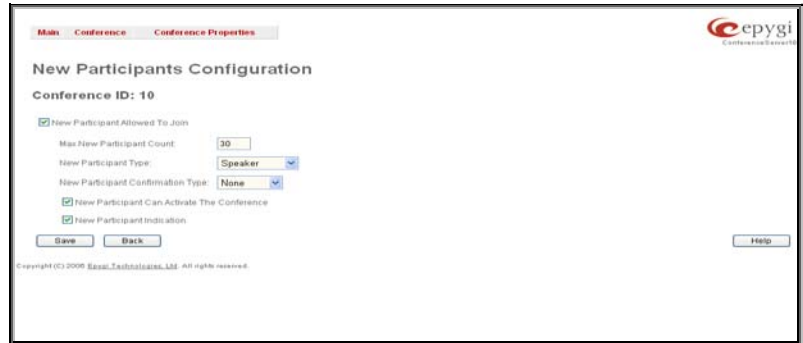 Main Conference Conference Properties
epygi
New Participants Configuration
Conference ID: 10
New Participant Allowed To Join
Max New Participant Count: 30
New Participant Type: Speaker
New Participant Confirmation Type: None
New Participant Can Activate The Conference
New Participant Indication
Save Back Help
Copyright (C) 2008 Epygi Technologies, Ltd. All rights reserved.